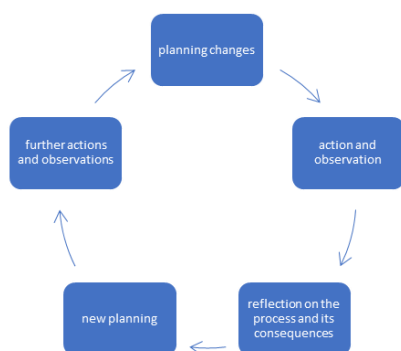 planning changes
action and
observation
reflection on the
process and its
consequences
new planning
further actions
and observations